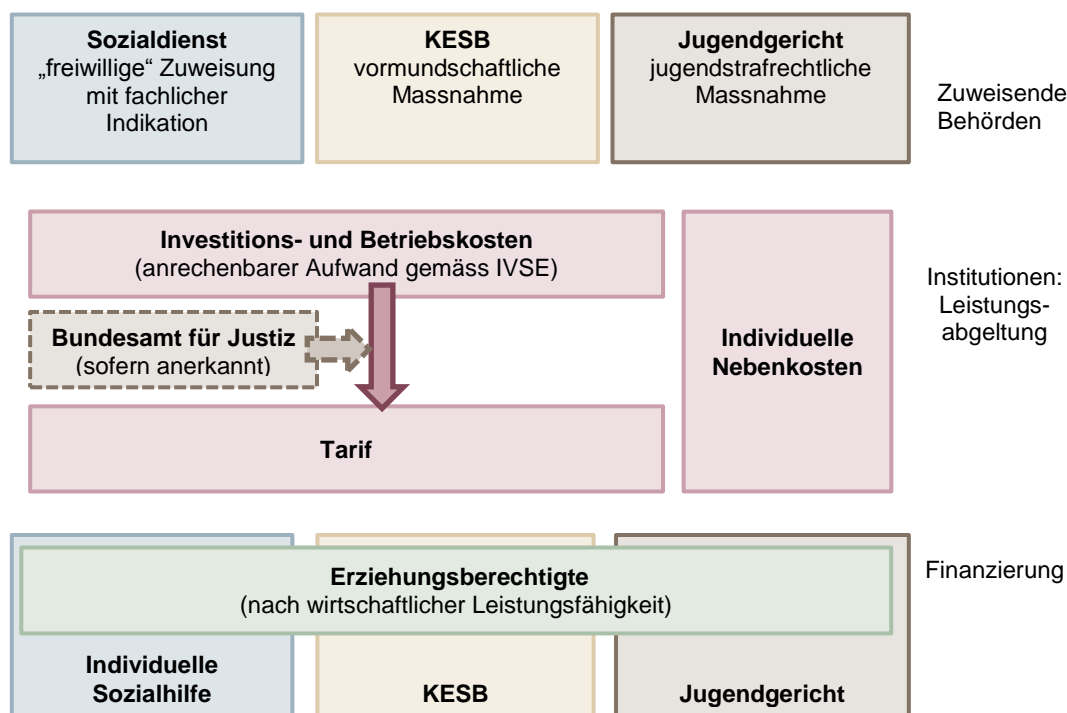 Sozialdienst
„freiwillige“ Zuweisung
mit fachlicher
Indikation
KESB
vormundschaftliche
Massnahme
Jugendgericht
jugendstrafrechtliche
Massnahme
Zuweisende
Behörden
Investitions- und Betriebskosten
(anrechenbarer Aufwand gemäss IVSE)
Bundesamt für Justiz
(sofern anerkannt)
Tarif
Individuelle
Nebenkosten
Institutionen:
Leistungs-
abgeltung
Erziehungsberechtigte
(nach wirtschaftlicher Leistungsfähigkeit)
Finanzierung
Individuelle
Sozialhilfe
KESB
Jugendgericht